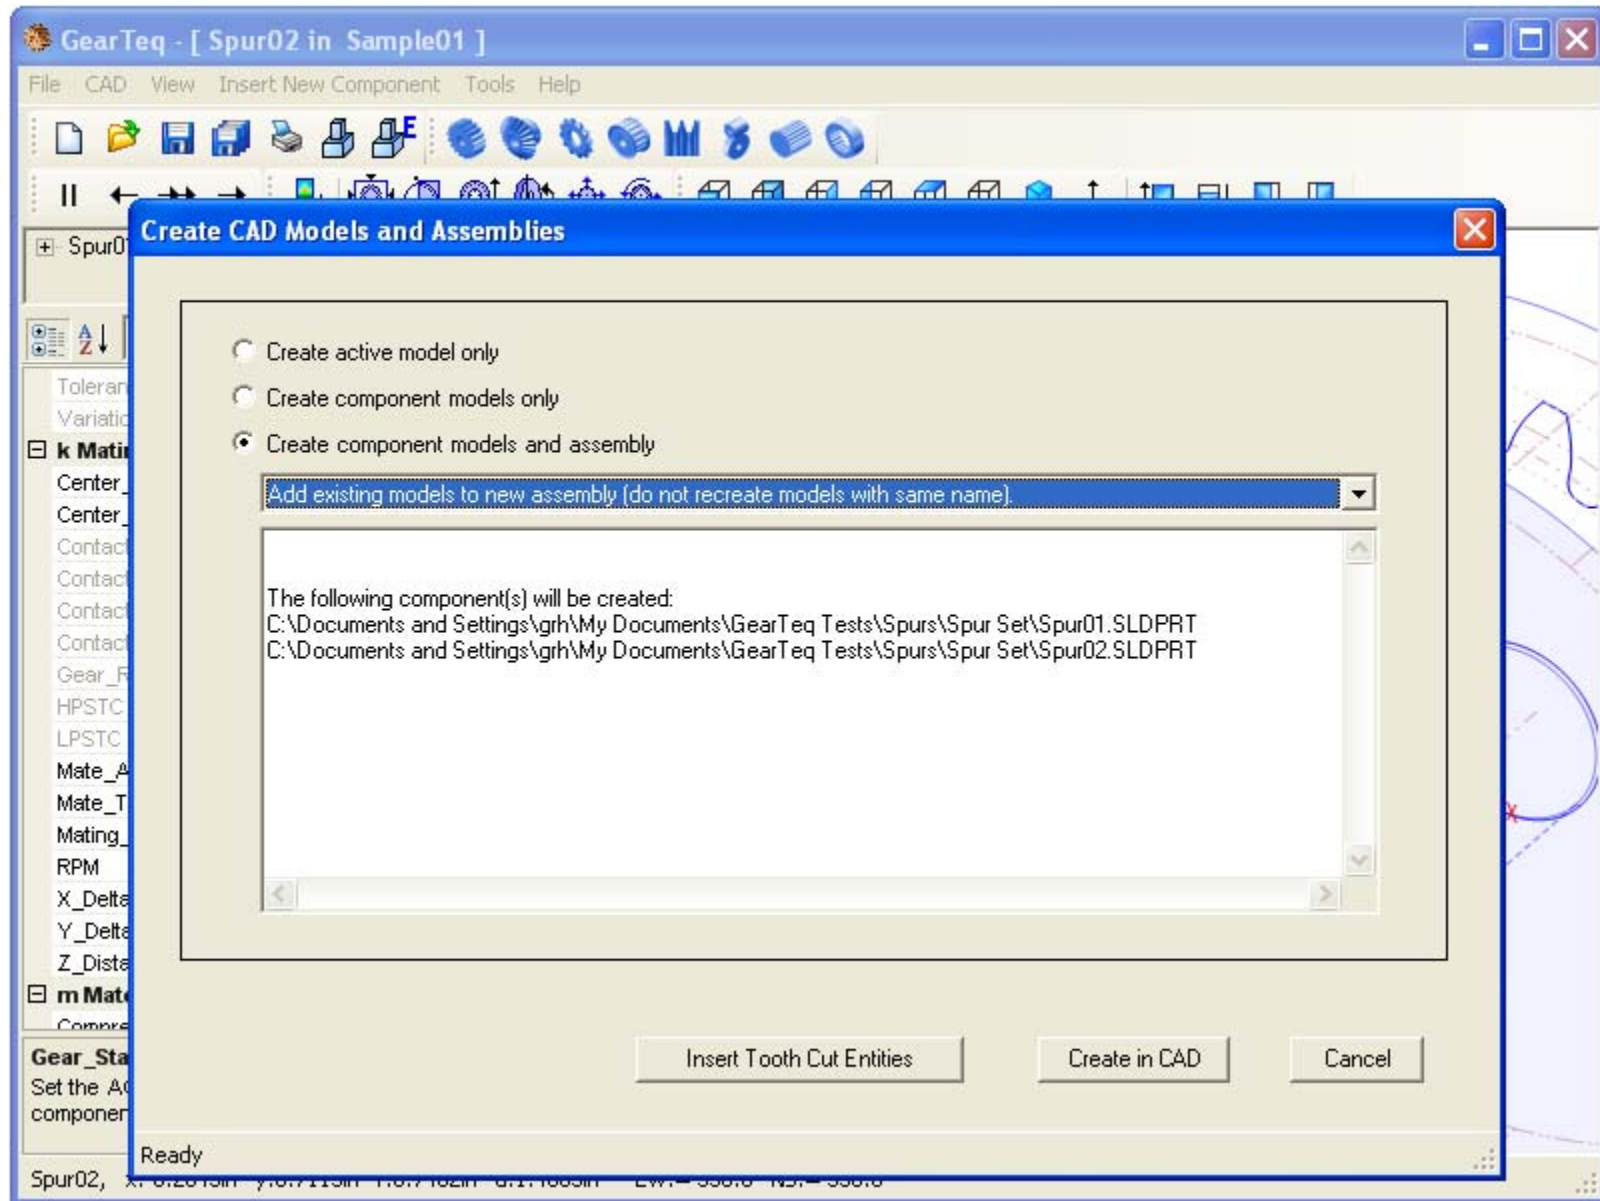 GearTeq - [ Spur02 in Sample01 ]
File CAD View Insert New Component Tools Help
E
Create CAD Models and Assemblies
Create active model only
Create component models only
Create component models and assembly
Add existing models to new assembly (do not recreate models with same name).
The following component(s) will be created:
C:\Documents and Settings\grh\My Documents\GearTeq Tests\Spurs\Spur Set\Spur01.SLDPRT
C:\Documents and Settings\grh\My Documents\GearTeq Tests\Spurs\Spur Set\Spur02.SLDPRT
Insert Tooth Cut Entities
Create in CAD
Cancel
Ready
Spur0
A
Z
Toleran
Variatio
k Matin
Center_
Center_
Contact
Contact
Contact
Contact
Gear_R
HPSTC
LPSTC
Mate_A
Mate_T
Mating_
RPM
X_Delta
Y_Delta
Z_Dista
m Mate
Compre
Gear_Sta
Set the AG
componen
Spur02,